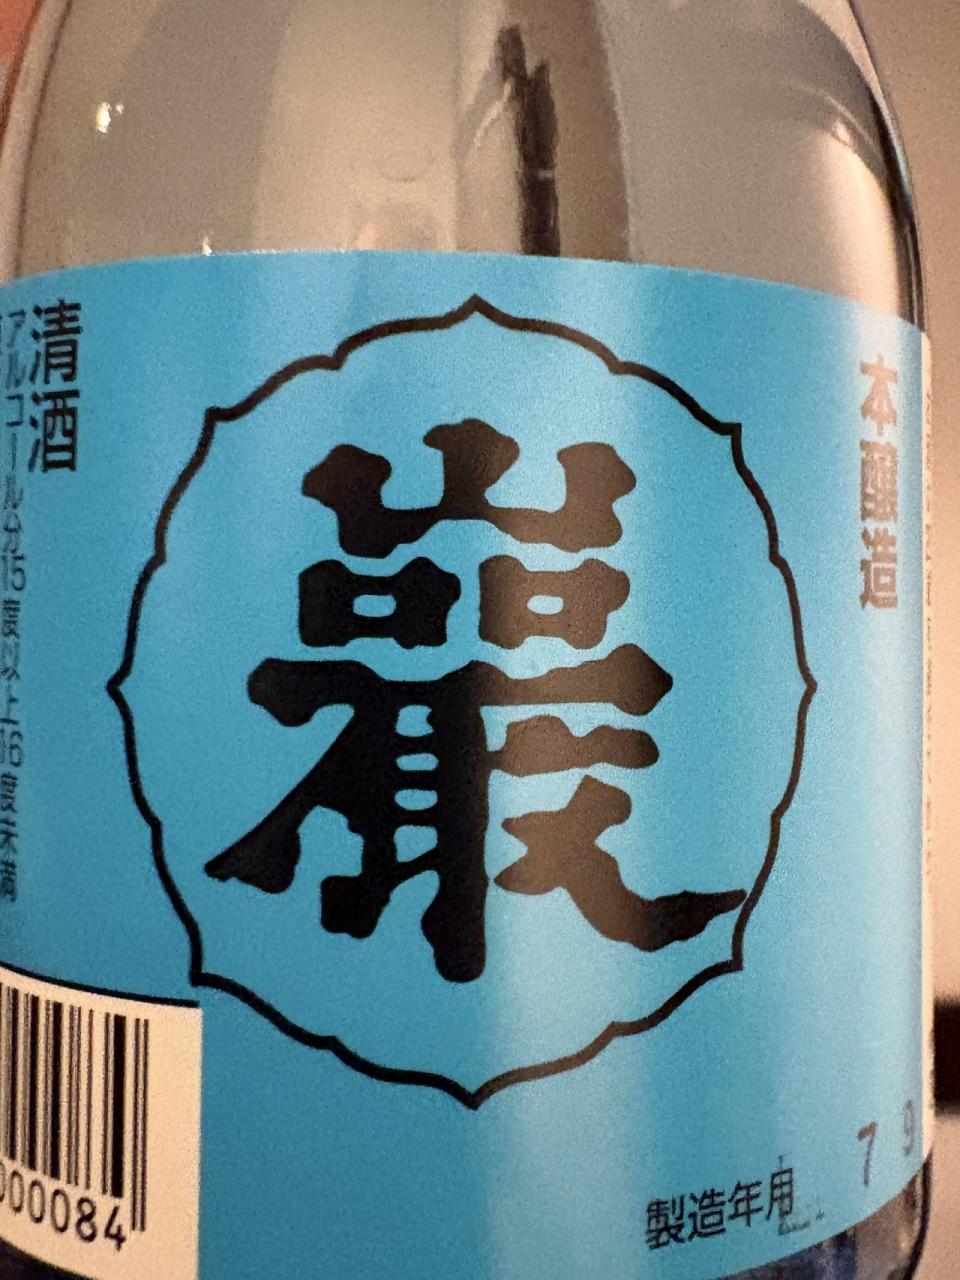 本醸造
巖
清酒
アルコール分15度以上16度未満
製造年月
7 9
000084